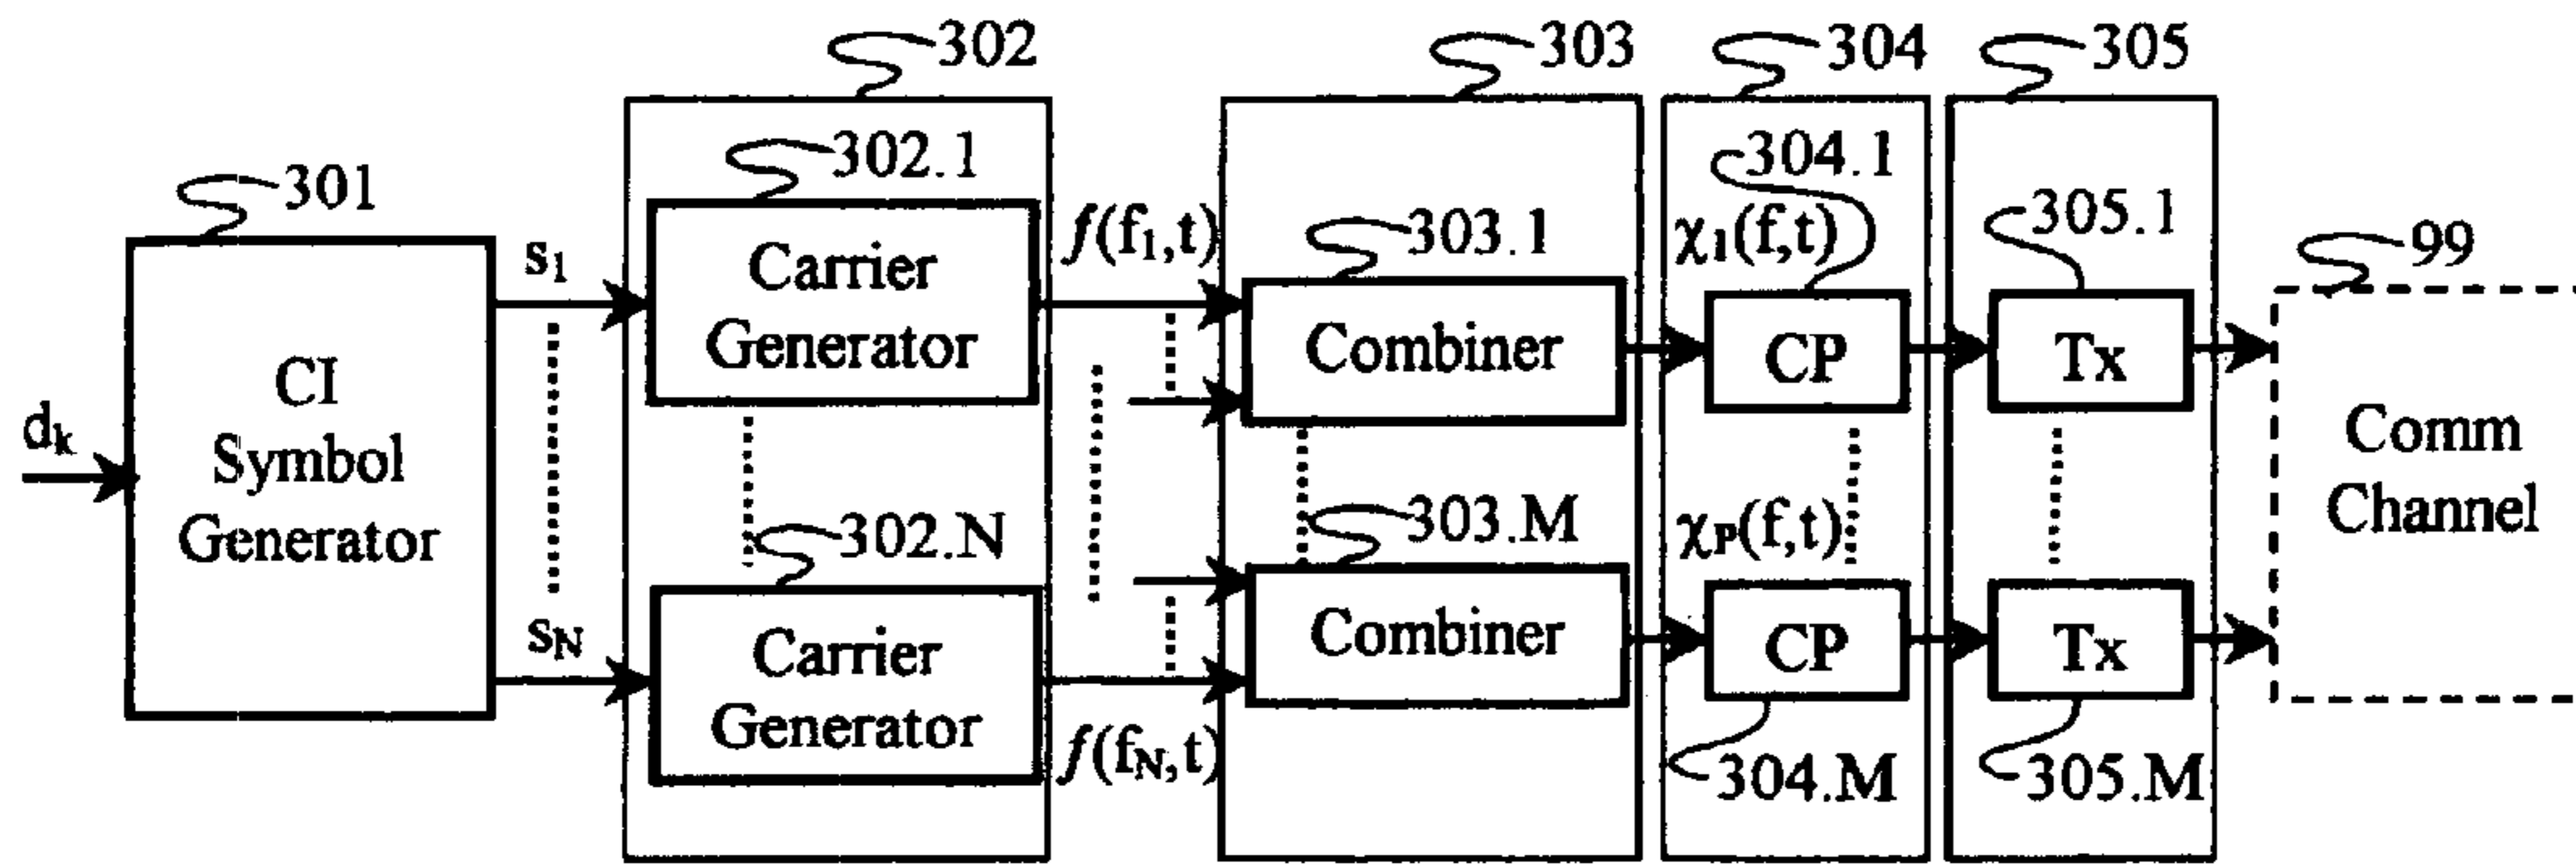 302
303
304
305
301
302.1
304.1
305.1
99
s₁
Carrier
Generator
f(f₁,t)
303.1
χ₁(f,t)
Combiner
CP
Tx
CI
Symbol
Generator
dₖ
Comm
Channel
302.N
303.M
χₚ(f,t)
sN
Carrier
Generator
Combiner
CP
Tx
f(fN,t)
304.M
305.M